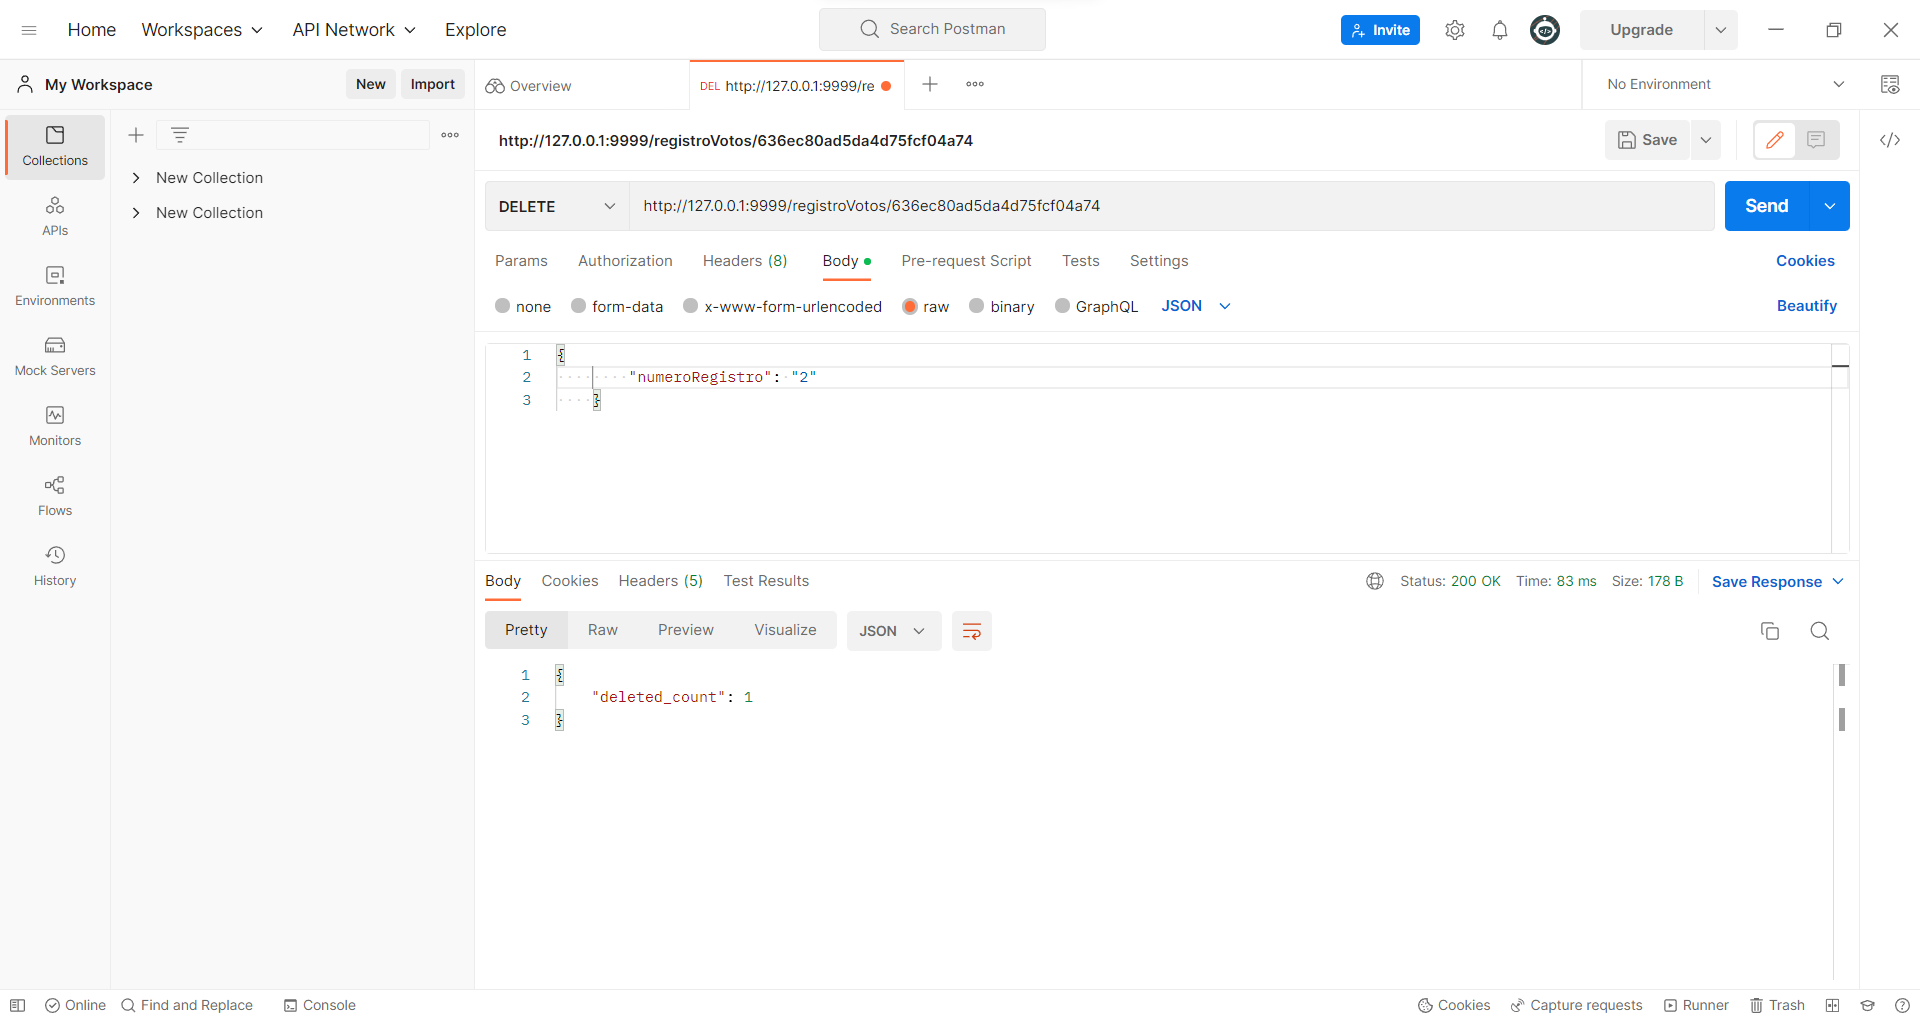 Home Workspaces API Network Explore Search Postman Invite Upgrade
My Workspace New Import Overview DEL http://127.0.0.1:9999/re No Environment
Collections
APIs
Environments
Mock Servers
Monitors
Flows
History
New Collection
New Collection
http://127.0.0.1:9999/registroVotos/636ec80ad5da4d75fcf04a74 Save
DELETE http://127.0.0.1:9999/registroVotos/636ec80ad5da4d75fcf04a74 Send
Params Authorization Headers (8) Body Pre-request Script Tests Settings Cookies
none form-data x-www-form-urlencoded raw binary GraphQL JSON Beautify
1 {
2 "numeroRegistro": "2"
3 }
Body Cookies Headers (5) Test Results Status: 200 OK Time: 83 ms Size: 178 B Save Response
Pretty Raw Preview Visualize JSON
1 {
2 "deleted_count": 1
3 }
Online Find and Replace Console Cookies Capture requests Runner Trash